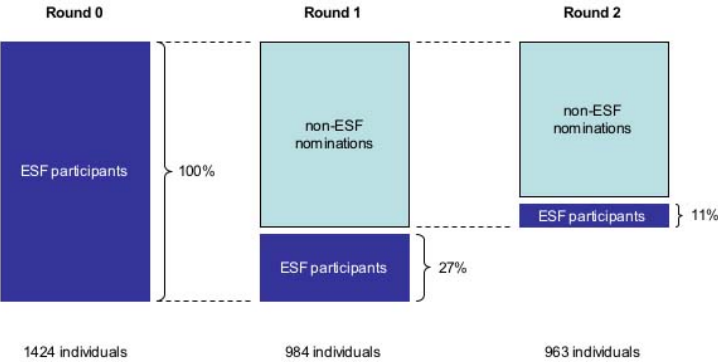 Round 0
Round 1
Round 2
ESF participants
100%
non-ESF
nominations
ESF participants
27%
non-ESF
nominations
ESF participants
11%
1424 individuals
984 individuals
963 individuals